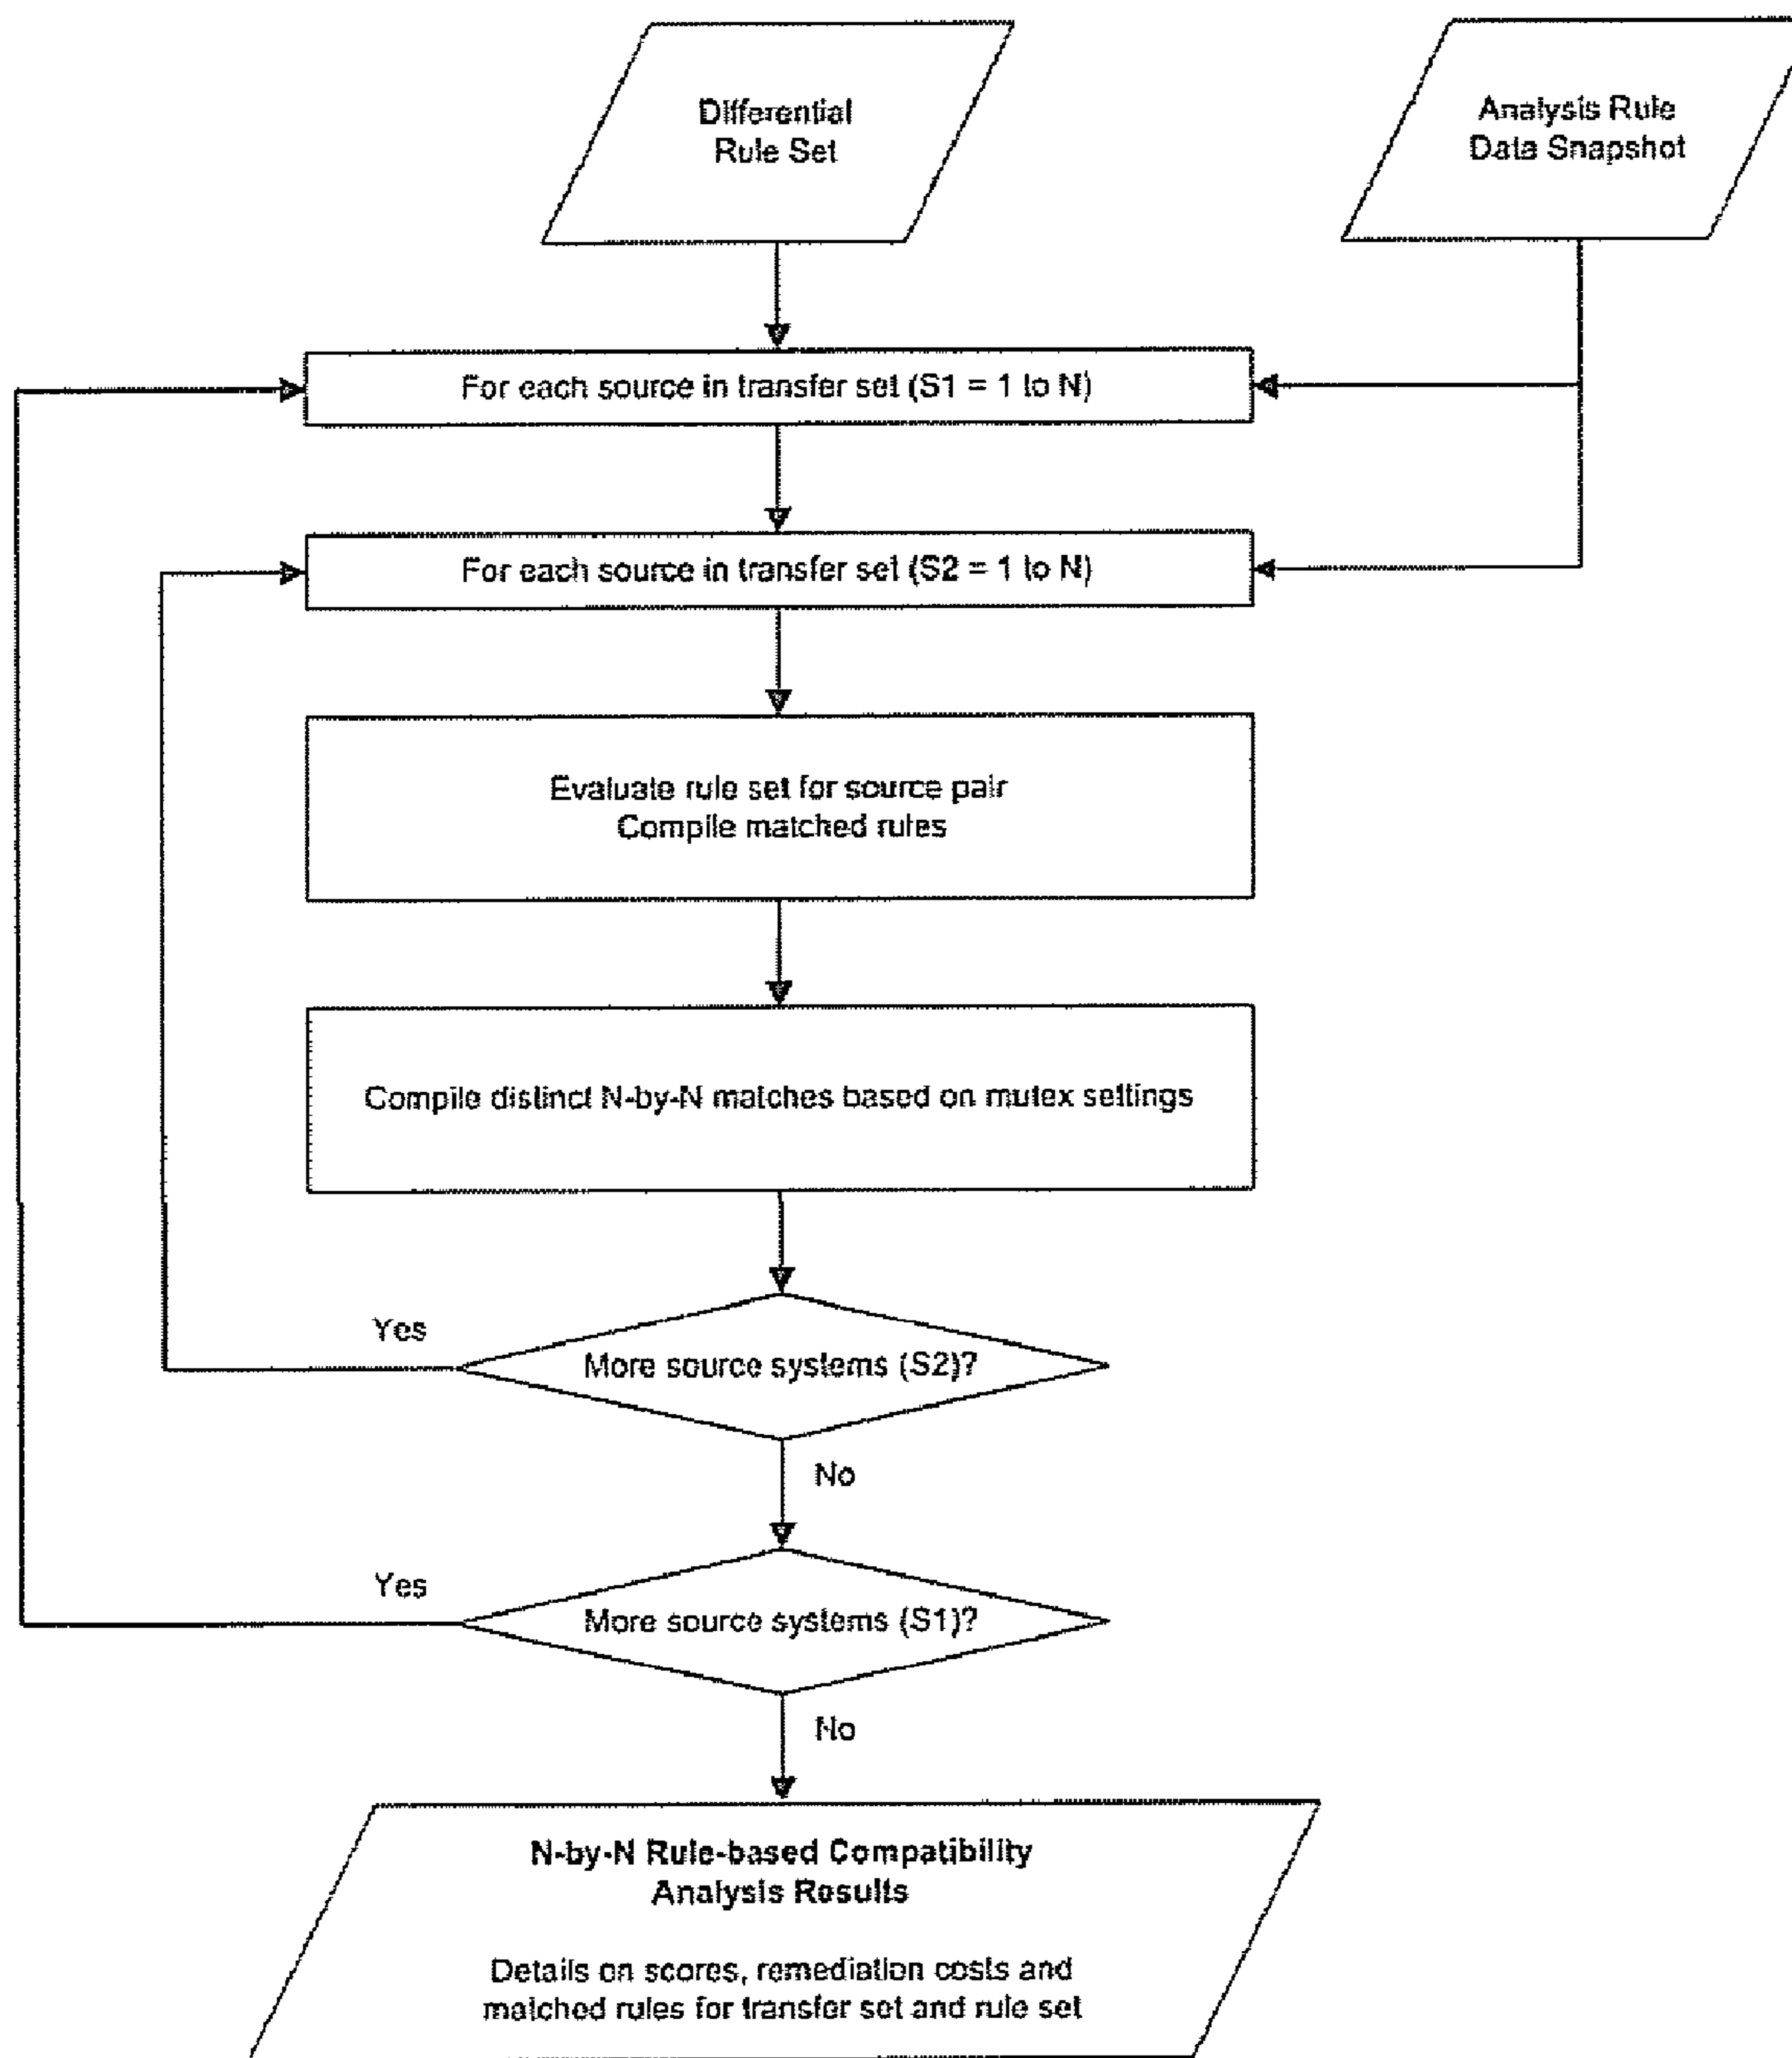 Differential
Rule Set
Analysis Rule
Data Snapshot
For each source in transfer set (S1 = 1 to N)
For each source in transfer set (S2 = 1 to N)
Evaluate rule set for source pair
Compile matched rules
Compile distinct N-by-N matches based on mutex settings
Yes
More source systems (S2)?
No
Yes
More source systems (S1)?
No
N-by-N Rule-based Compatibility
Analysis Results
Details on scores, remediation costs and
matched rules for transfer set and rule set